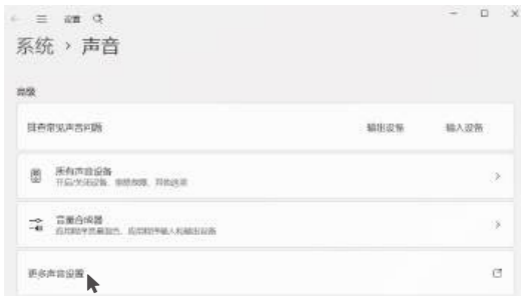 设置
系统 › 声音
高级
排查常见声音问题 输出设备 输入设备
所有声音设备
开启/关闭设备、故障排除、其他选项
音量合成器
应用程序音量混合、应用程序输入和输出设备
更多声音设置